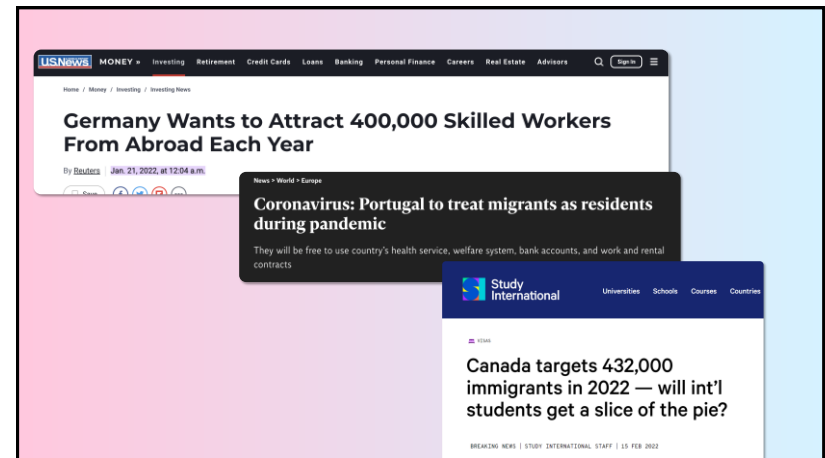 U.S.News MONEY » Investing Retirement Credit Cards Loans Banking Personal Finance Careers Real Estate Advisors Sign In
Home / Money / Investing / Investing News
Germany Wants to Attract 400,000 Skilled Workers
From Abroad Each Year
By Reuters Jan. 21, 2022, at 12:04 a.m.
Save
News > World > Europe
Coronavirus: Portugal to treat migrants as residents
during pandemic
They will be free to use country's health service, welfare system, bank accounts, and work and rental
contracts
Study
International
Universities Schools Courses Countries
VISAS
Canada targets 432,000
immigrants in 2022 — will int'l
students get a slice of the pie?
BREAKING NEWS | STUDY INTERNATIONAL STAFF | 15 FEB 2022